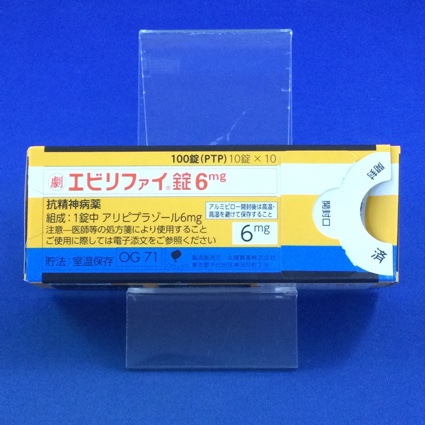 100錠(PTP) 10錠×10
劇 エビリファイ®錠6mg
抗精神病薬
組成:1錠中 アリピプラゾール6mg
注意―医師等の処方箋により使用すること
ご使用に際しては電子添文をご参照ください
アルミピロー開封後は高温・
高湿を避けて保存すること
6mg
貯法:室温保存 OG 71
開封口
開封
済